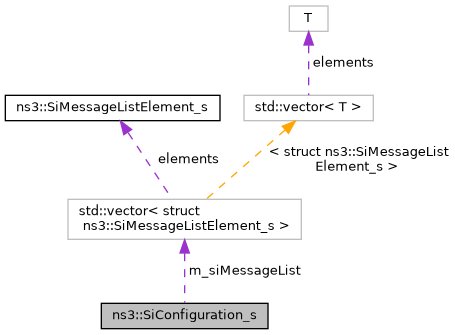 T
elements
ns3::SiMessageListElement_s
std::vector< T >
elements
< struct ns3::SiMessageList
Element_s >
std::vector< struct
ns3::SiMessageListElement_s >
m_siMessageList
ns3::SiConfiguration_s